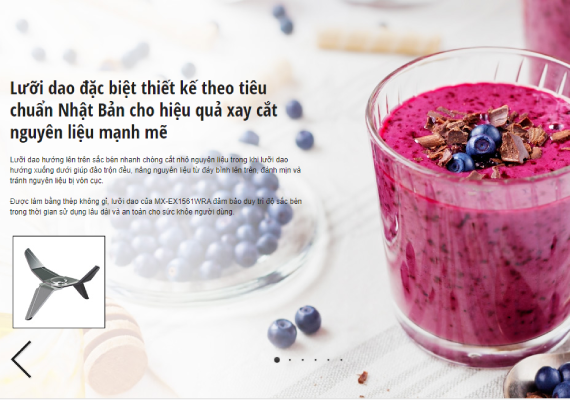 Lưỡi dao đặc biệt thiết kế theo tiêu
chuẩn Nhật Bản cho hiệu quả xay cắt
nguyên liệu mạnh mẽ
Lưỡi dao hướng lên trên sắc bén nhanh chóng cắt nhỏ nguyên liệu trong khi lưỡi dao
hướng xuống dưới giúp đảo trộn đều, nâng nguyên liệu từ đáy bình lên trên, đánh mịn và
tránh nguyên liệu bị vón cục.
Được làm bằng thép không gỉ, lưỡi dao của MX-EX1561WRA đảm bảo duy trì độ sắc bén
trong thời gian sử dụng lâu dài và an toàn cho sức khỏe người dùng.